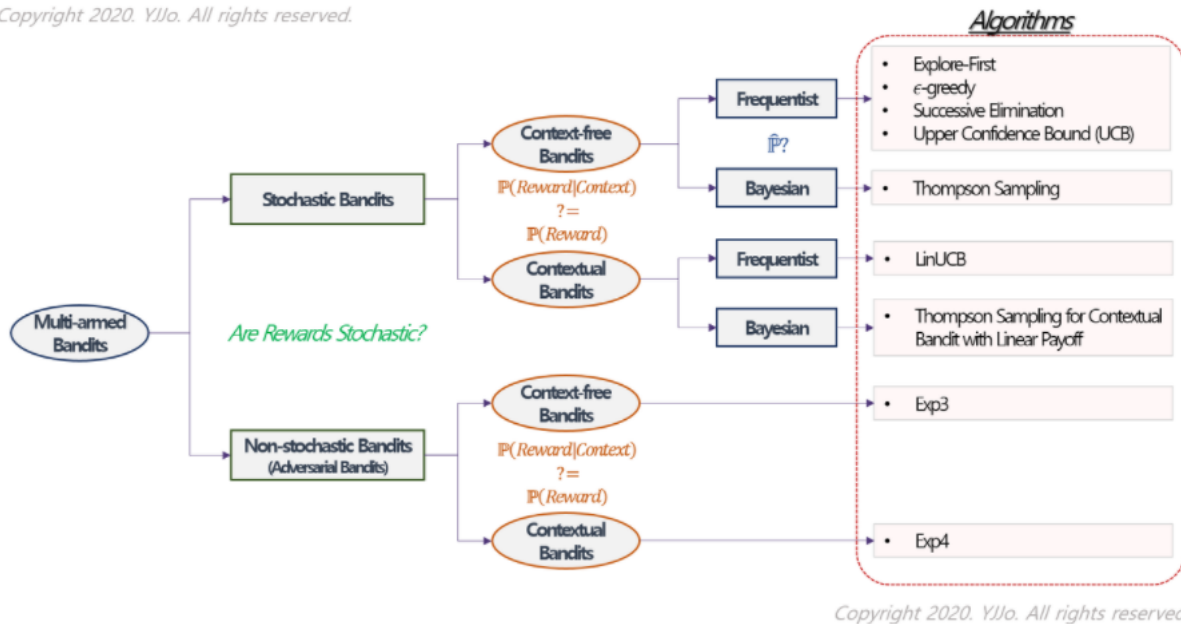 Copyright 2020. YJJo. All rights reserved.
Algorithms
Multi-armed
Bandits
Are Rewards Stochastic?
Stochastic Bandits
Non-stochastic Bandits
(Adversarial Bandits)
Context-free
Bandits
ℙ(Reward|Context)
? =
ℙ(Reward)
Contextual
Bandits
Frequentist
ℙ̂?
Bayesian
Frequentist
Bayesian
• Explore-First
• ϵ-greedy
• Successive Elimination
• Upper Confidence Bound (UCB)
• Thompson Sampling
• LinUCB
• Thompson Sampling for Contextual
Bandit with Linear Payoff
Context-free
Bandits
ℙ(Reward|Context)
? =
ℙ(Reward)
Contextual
Bandits
• Exp3
• Exp4
Copyright 2020. YJJo. All rights reserved